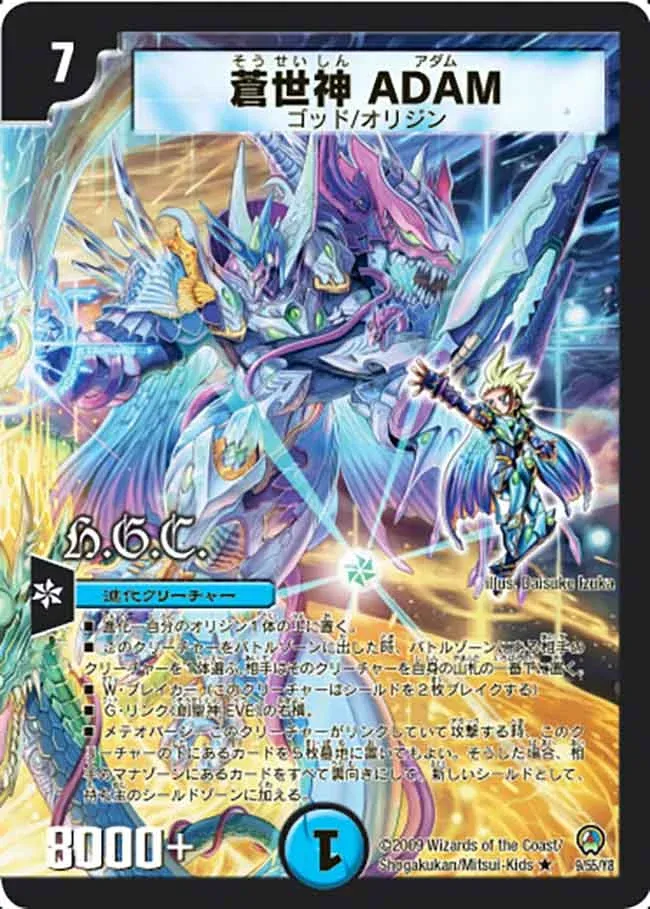 7
そうせいしん アダム
蒼世神 ADAM
ゴッド/オリジン
H.G.C.
illus. Daisuke Izuka
進化クリーチャー
■ 進化-自分のオリジン1体の上に置く。
■ このクリーチャーをバトルゾーンに出した時、バトルゾーンにある相手の
クリーチャーを1体選ぶ。相手はそのクリーチャーを自身の山札の一番下に置く。
■ W・ブレイカー(このクリーチャーはシールドを2枚ブレイクする)
■ G・リンク《創聖神 EVE》の右横。
■ メテオバーン-このクリーチャーがリンクしていて攻撃する時、このク
リーチャーの下にあるカードを5枚墓地に置いてもよい。そうした場合、相
手のマナゾーンにあるカードをすべて裏向きにして、新しいシールドとして、
持ち主のシールドゾーンに加える。
8000+
1
©2009 Wizards of the Coast/
Shogakukan/Mitsui-Kids ★
9/55/Y8